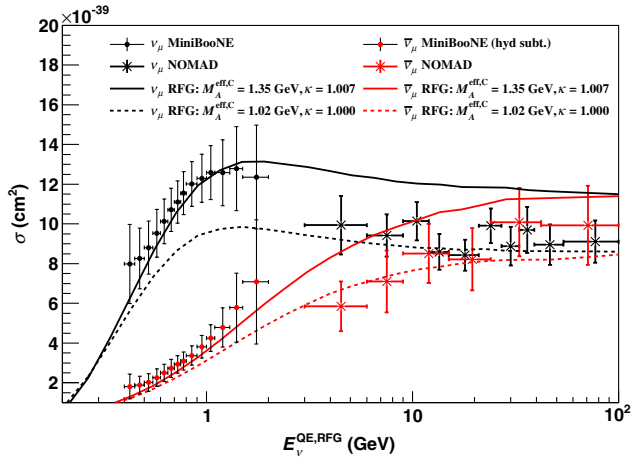 ×10⁻³⁹
20
18
16
14
12
10
8
6
4
2
σ (cm²)
ν_μ MiniBooNE
ν̄_μ MiniBooNE (hyd subt.)
ν_μ NOMAD
ν̄_μ NOMAD
ν_μ RFG: M_A^eff,C = 1.35 GeV, κ = 1.007
ν̄_μ RFG: M_A^eff,C = 1.35 GeV, κ = 1.007
ν_μ RFG: M_A^eff,C = 1.02 GeV, κ = 1.000
ν̄_μ RFG: M_A^eff,C = 1.02 GeV, κ = 1.000
1 10 10²
E_ν^QE,RFG (GeV)